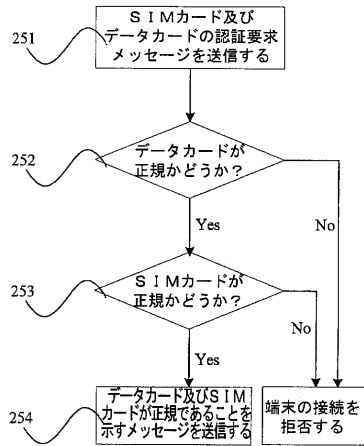 251
ＳＩＭカード及び
データカードの認証要求
メッセージを送信する
252
データカードが
正規かどうか？
Yes
No
253
ＳＩＭカードが
正規かどうか？
No
Yes
254
データカード及びＳＩＭ
カードが正規であることを
示すメッセージを送信する
端末の接続を
拒否する